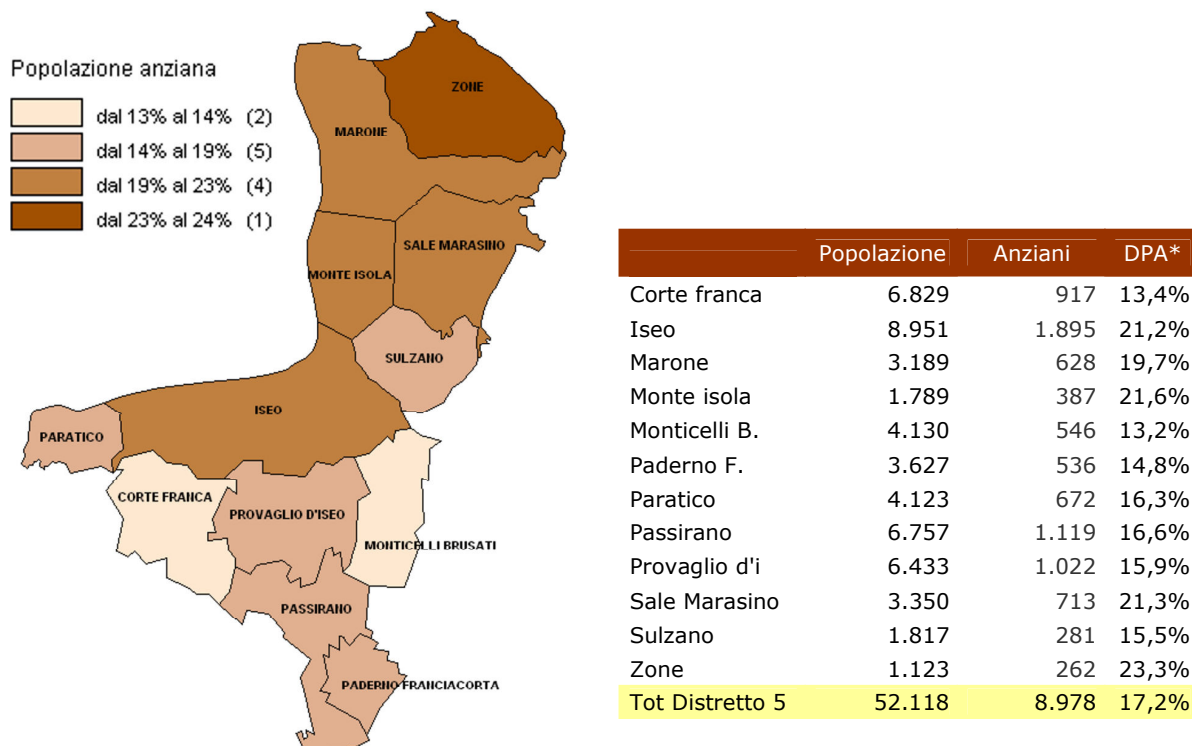 Popolazione anziana
dal 13% al 14% (2)
dal 14% al 19% (5)
dal 19% al 23% (4)
dal 23% al 24% (1)
ZONE
MARONE
SALE MARASINO
MONTE ISOLA
SULZANO
ISEO
PARATICO
CORTE FRANCA
PROVAGLIO D'ISEO
MONTICELLI BRUSATI
PASSIRANO
PADERNO FRANCIACORTA
Popolazione Anziani DPA*
Corte franca 6.829 917 13,4%
Iseo 8.951 1.895 21,2%
Marone 3.189 628 19,7%
Monte isola 1.789 387 21,6%
Monticelli B. 4.130 546 13,2%
Paderno F. 3.627 536 14,8%
Paratico 4.123 672 16,3%
Passirano 6.757 1.119 16,6%
Provaglio d'i 6.433 1.022 15,9%
Sale Marasino 3.350 713 21,3%
Sulzano 1.817 281 15,5%
Zone 1.123 262 23,3%
Tot Distretto 5 52.118 8.978 17,2%